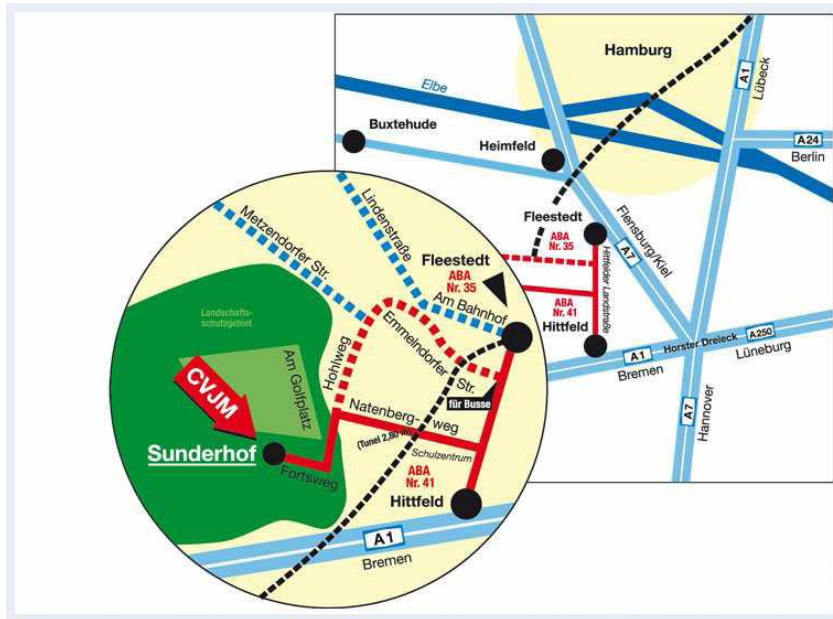 Hamburg
A1
Lübeck
Elbe
Buxtehude
Heimfeld
A24
Berlin
Fleestedt
ABA
Nr. 35
Flensburg/Kiel
A7
Hittfelder Landstraße
ABA
Nr. 41
Hittfeld
A1
Bremen
Horster Dreieck
A250
Lüneburg
A7
Hannover
Metzendorfer Str.
Lindenstraße
Fleestedt
ABA
Nr. 35
Am Bahnhof
Landschafts-
schutzgebiet
Am Golfplatz
Hohlweg
Emmelndorfer
Str.
für Busse
CVJM
Natenberg-
weg
(Tunel 2,80 m)
Schulzentrum
Sunderhof
Fortsweg
ABA
Nr. 41
Hittfeld
A1
Bremen